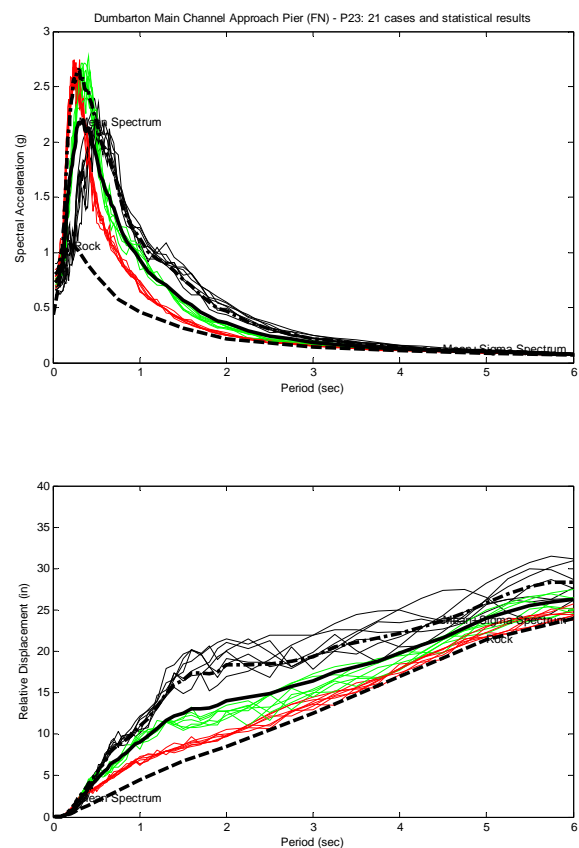 Dumbarton Main Channel Approach Pier (FN) - P23: 21 cases and statistical results
3
2.5
2
1.5
1
0.5
0
Spectral Acceleration (g)
Mean Spectrum
Rock
Mean+Sigma Spectrum
0 1 2 3 4 5 6
Period (sec)
40
35
30
25
20
15
10
5
0
Relative Displacement (in)
Sigma Spectrum
Rock
Mean Spectrum
0 1 2 3 4 5 6
Period (sec)